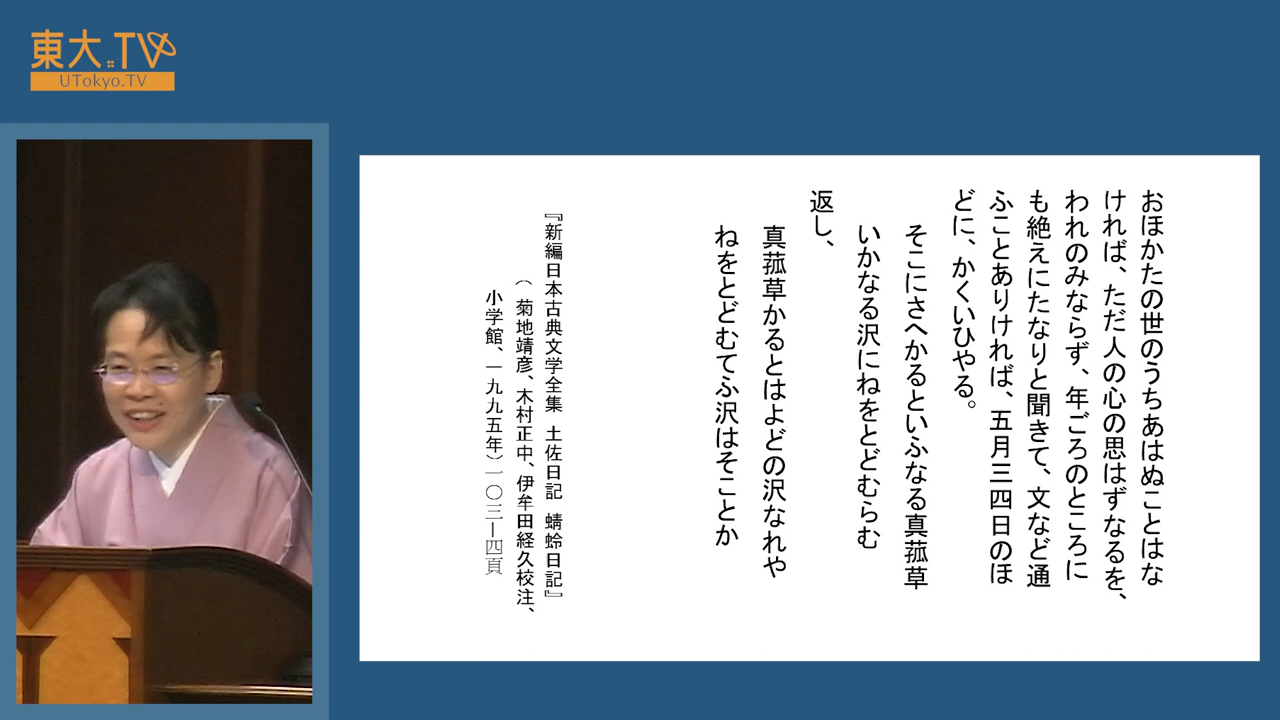 東大.TV
UTokyo.TV
おほかたの世のうちあはぬことはな
ければ、ただ人の心の思はずなるを、
われのみならず、年ごろのところに
も絶えにたなりと聞きて、文など通
ふことありければ、五月三四日のほ
どに、かくいひやる。
そこにさへかるといふなる真菰草
いかなる沢にねをとどむらむ
返し、
真菰草かるとはよどの沢なれや
ねをとどむてふ沢はそことか
『新編日本古典文学全集 土佐日記 蜻蛉日記』
（ 菊地靖彦、木村正中、伊牟田経久校注、
小学館、一九九五年）一〇三―四頁